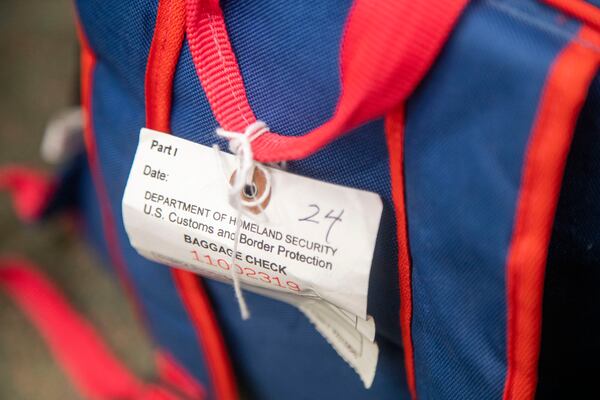 Part I
Date:
24
DEPARTMENT OF HOMELAND SECURITY
U.S. Customs and Border Protection
BAGGAGE CHECK
11002319